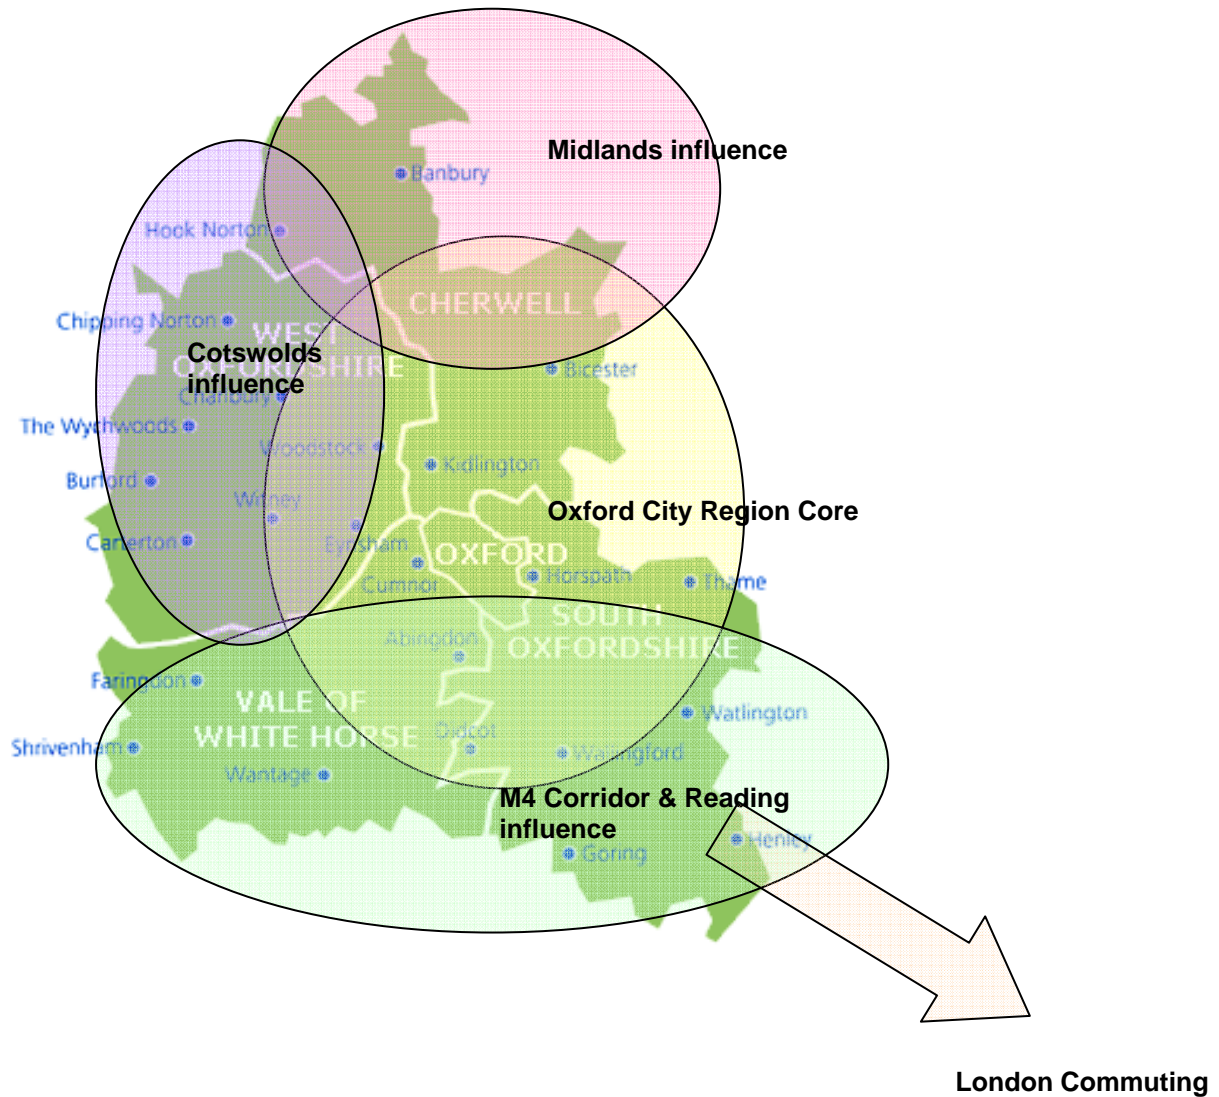 Midlands influence
Banbury
Hook Norton
CHERWELL
Chipping Norton
WEST
OXFORDSHIRE
Cotswolds
influence
Bicester
Charlbury
The Wychwoods
Woodstock
Kidlington
Burford
Witney
Oxford City Region Core
Carterton
Eynsham
OXFORD
Cumnor
Horspath
Thame
SOUTH
OXFORDSHIRE
Abingdon
Faringdon
VALE OF
WHITE HORSE
Watlington
Didcot
Shrivenham
Wallingford
Wantage
M4 Corridor & Reading
influence
Henley
Goring
London Commuting